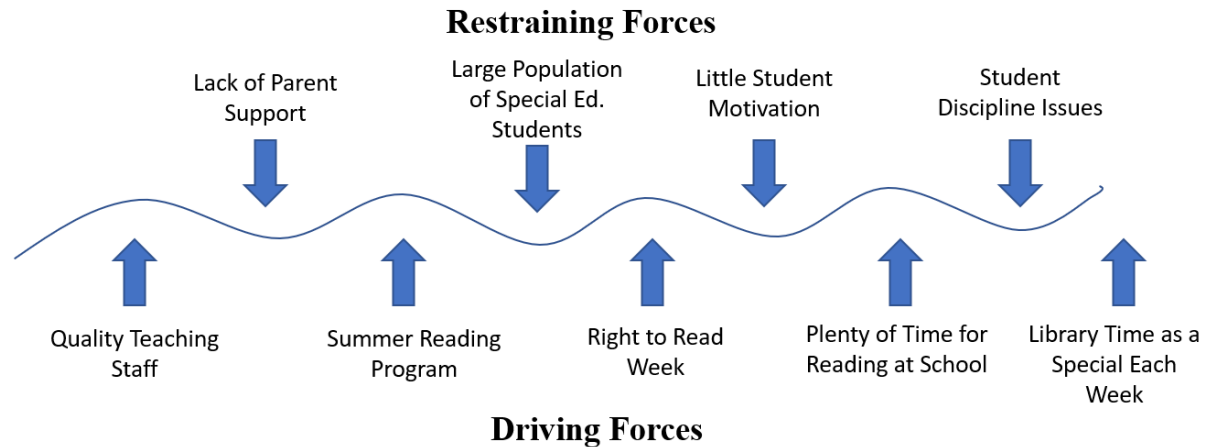 Restraining Forces
Lack of Parent
Support
Large Population
of Special Ed.
Students
Little Student
Motivation
Student
Discipline Issues
Quality Teaching
Staff
Summer Reading
Program
Right to Read
Week
Plenty of Time for
Reading at School
Library Time as a
Special Each
Week
Driving Forces